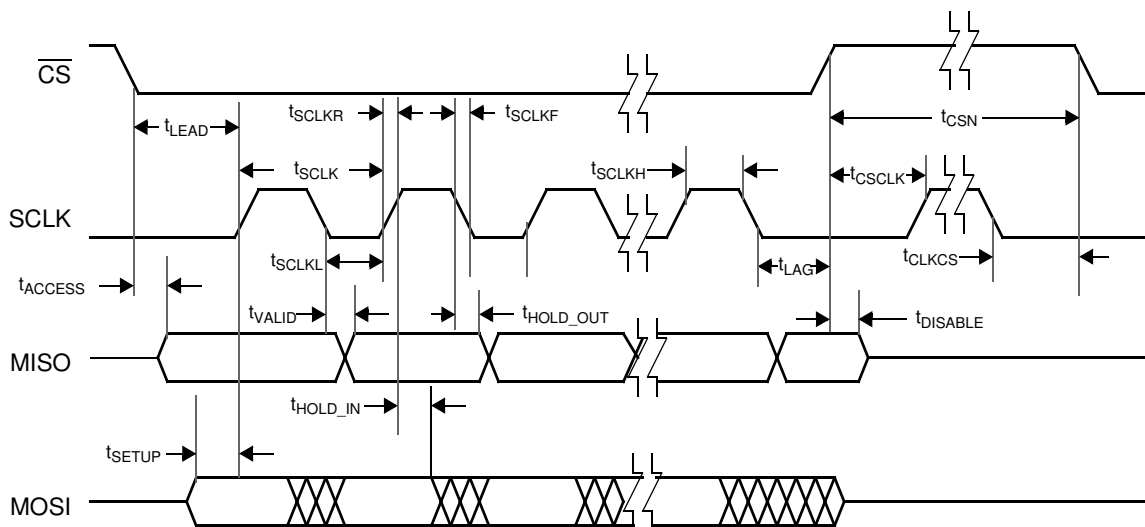 CS
tSCLKR
tSCLKF
tLEAD
tCSN
tSCLK
tSCLKH
tCSCLK
SCLK
tSCLKL
tLAG
tCLKCS
tACCESS
tVALID
tHOLD_OUT
tDISABLE
MISO
tHOLD_IN
tSETUP
MOSI